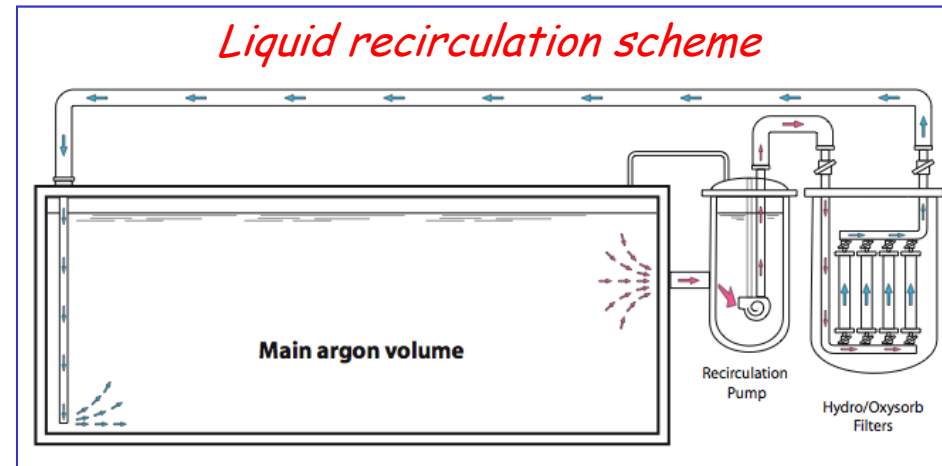 Liquid recirculation scheme
Main argon volume
Recirculation
Pump
Hydro/Oxysorb
Filters